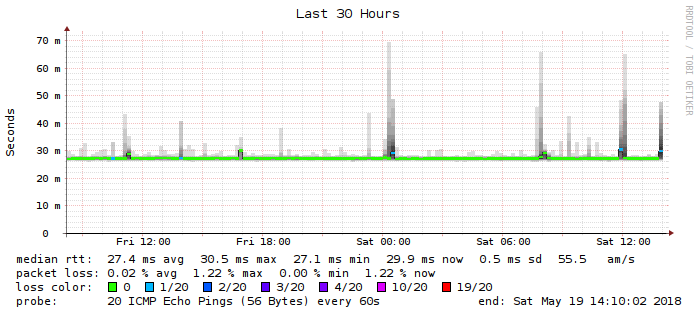 Last 30 Hours
RRDTOOL / TOBI OETIKER
Seconds
70 m
60 m
50 m
40 m
30 m
20 m
10 m
0
Fri 12:00 Fri 18:00 Sat 00:00 Sat 06:00 Sat 12:00
median rtt: 27.4 ms avg 30.5 ms max 27.1 ms min 29.9 ms now 0.5 ms sd 55.5 am/s
packet loss: 0.02 % avg 1.22 % max 0.00 % min 1.22 % now
loss color: 0 1/20 2/20 3/20 4/20 10/20 19/20
probe: 20 ICMP Echo Pings (56 Bytes) every 60s end: Sat May 19 14:10:02 2018